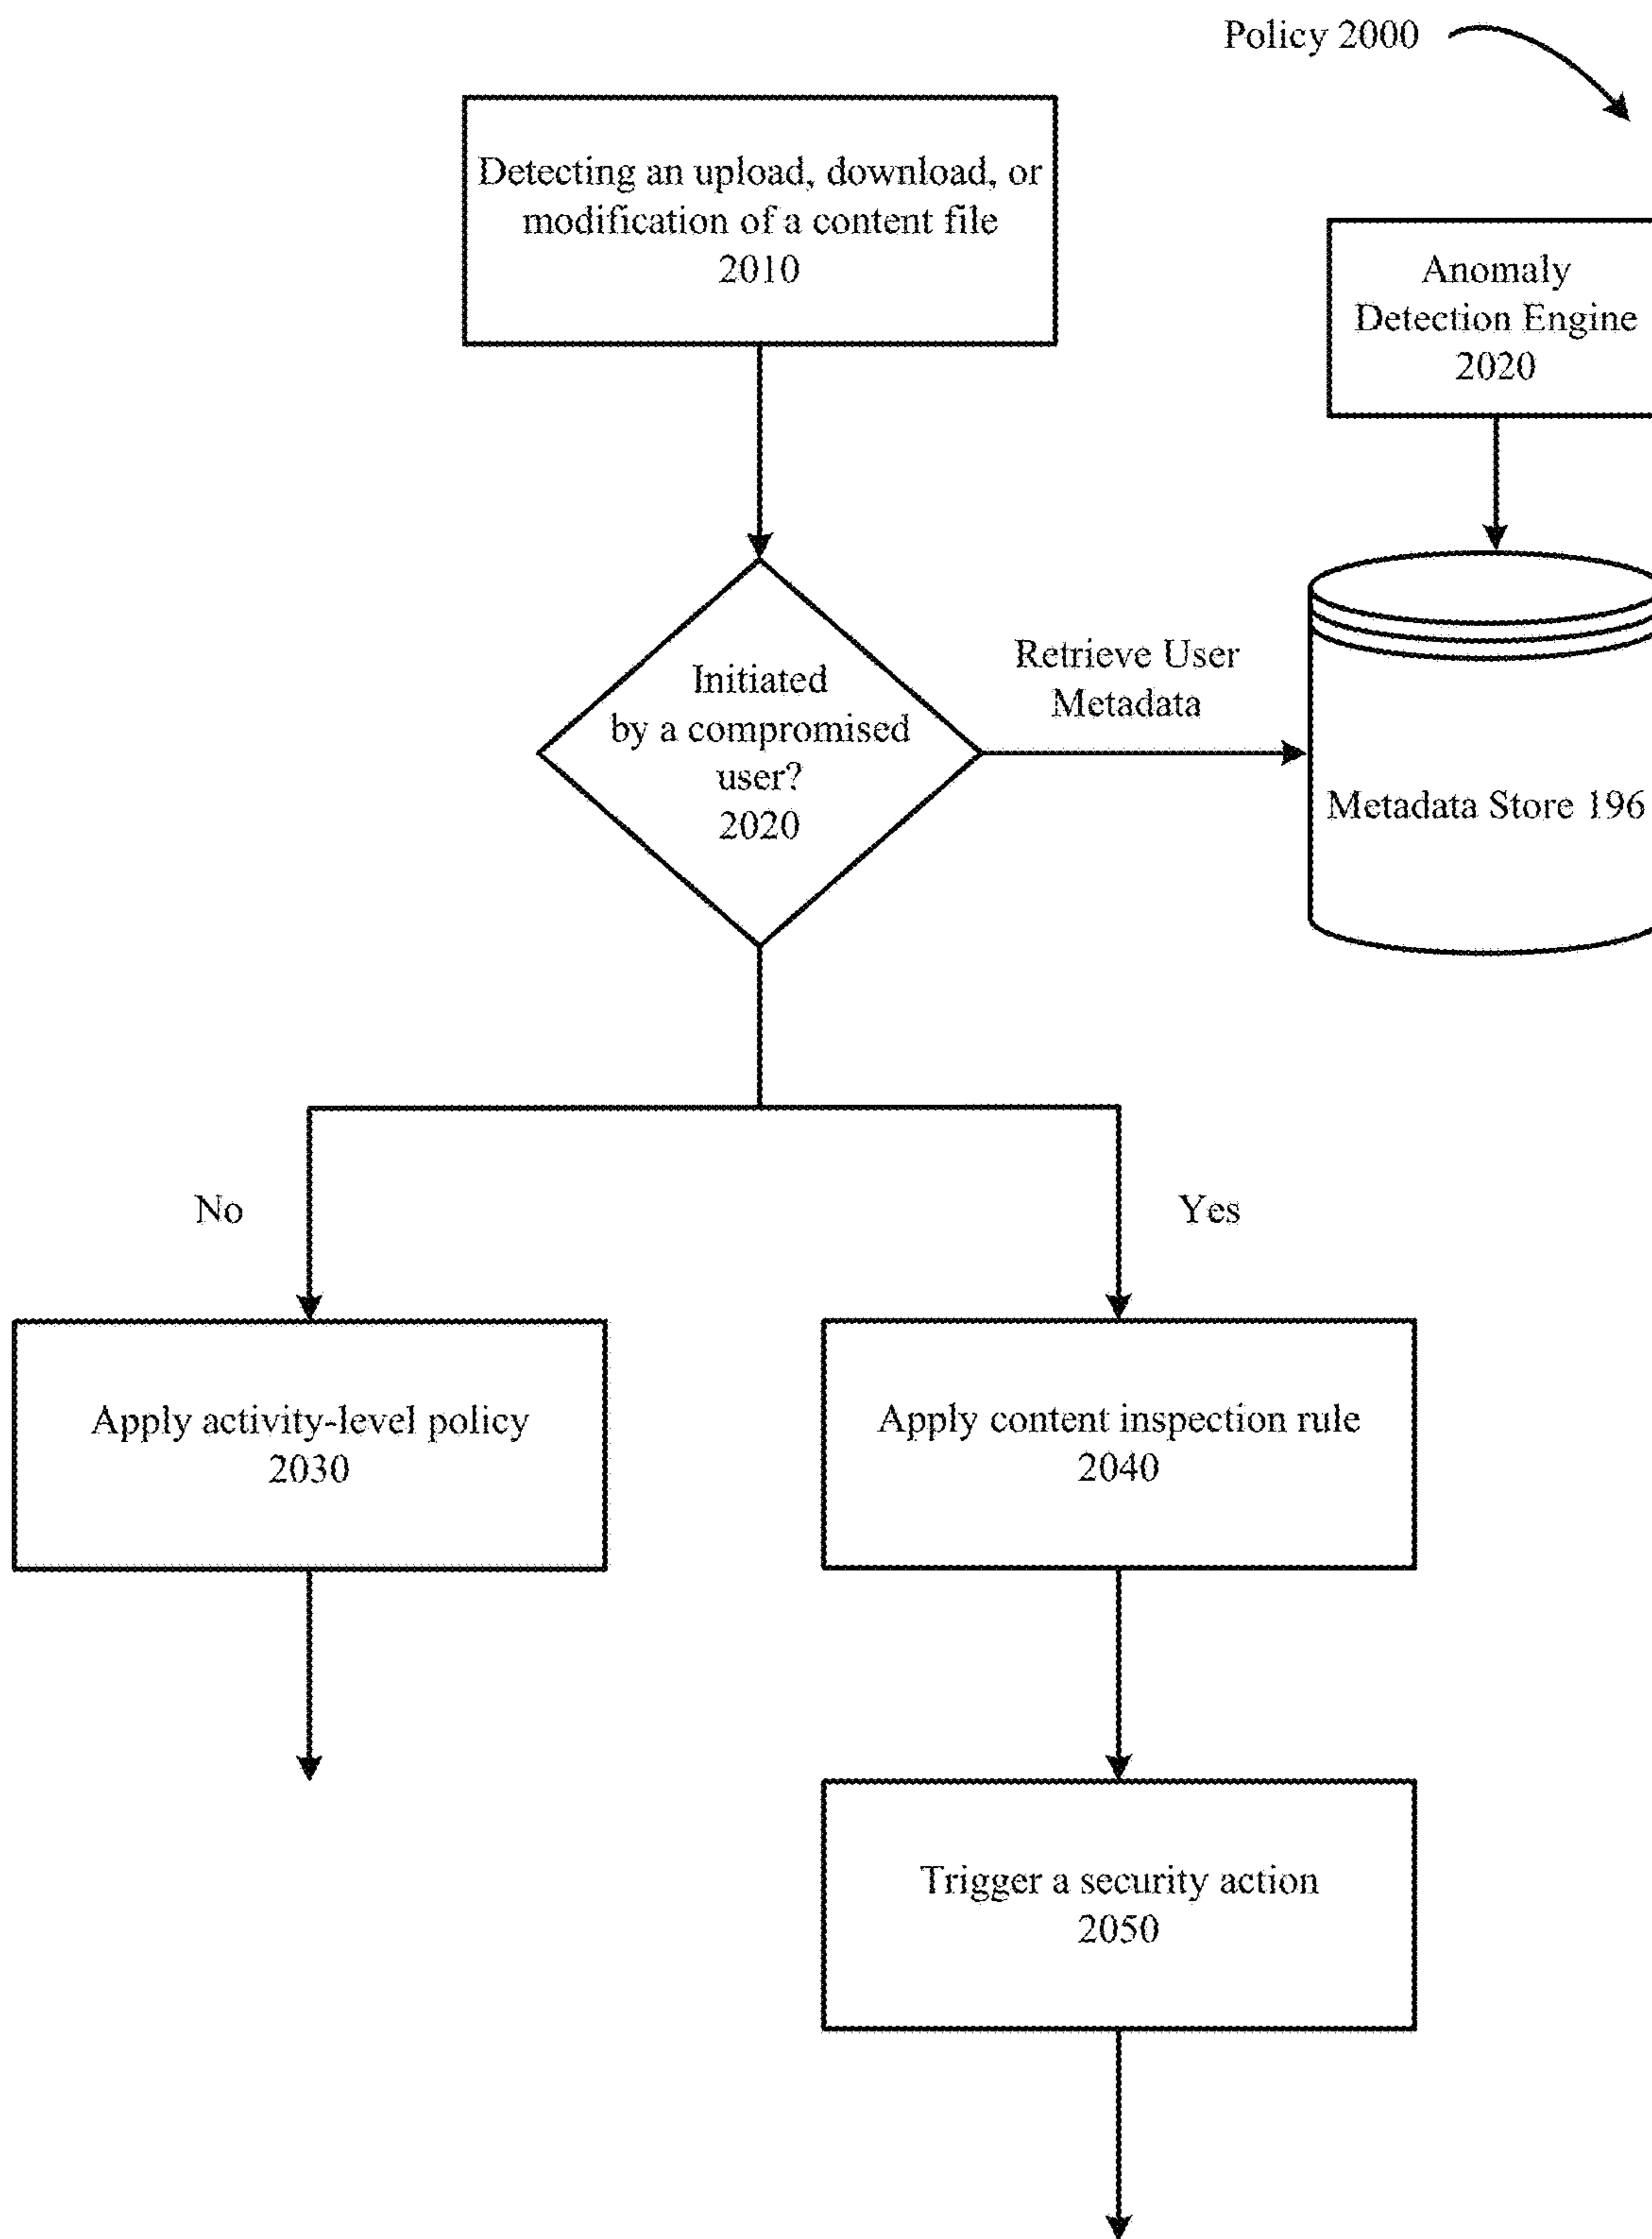 Policy 2000
Detecting an upload, download, or
modification of a content file
2010
Anomaly
Detection Engine
2020
Initiated
by a compromised
user?
2020
Retrieve User
Metadata
Metadata Store 196
No
Yes
Apply activity-level policy
2030
Apply content inspection rule
2040
Trigger a security action
2050